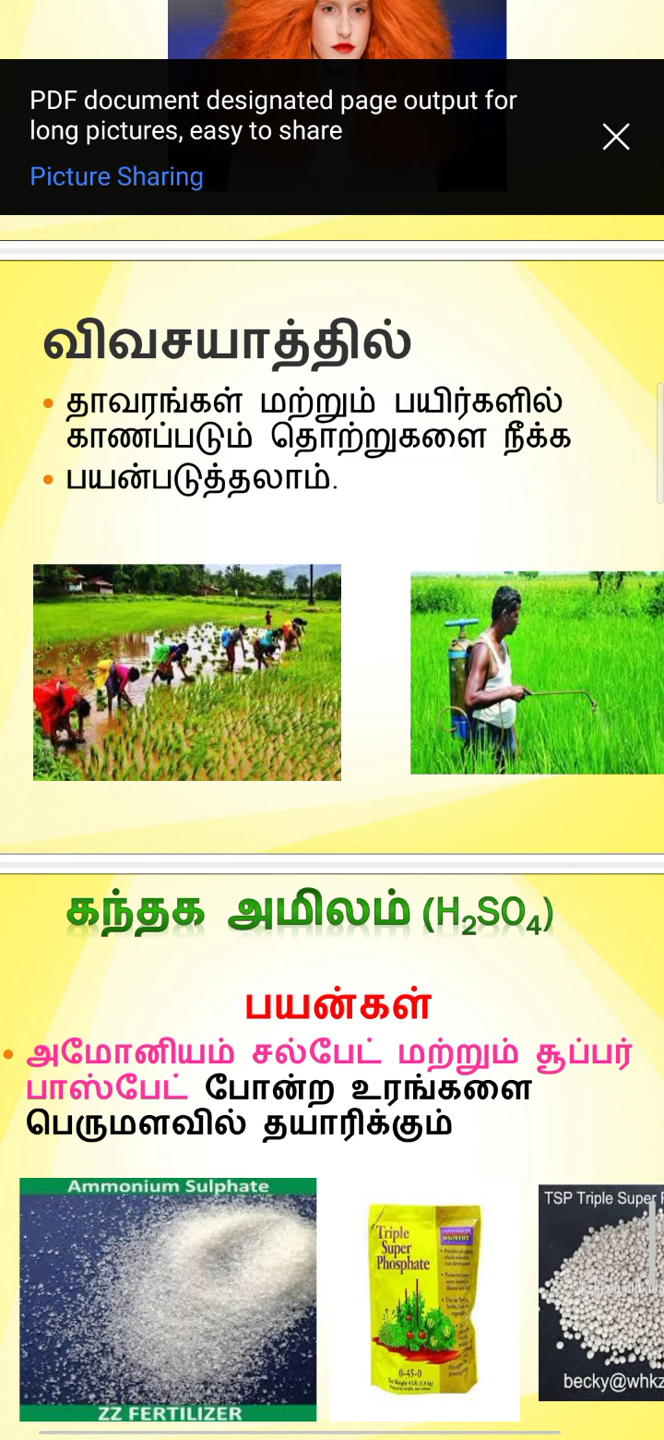 PDF document designated page output for
long pictures, easy to share
Picture Sharing
விவசயாத்தில்
• தாவரங்கள் மற்றும் பயிர்களில்
காணப்படும் தொற்றுகளை நீக்க
• பயன்படுத்தலாம்.
கந்தக அமிலம் (H₂SO₄)
பயன்கள்
• அமோனியம் சல்பேட் மற்றும் சூப்பர்
பாஸ்பேட் போன்ற உரங்களை
பெருமளவில் தயாரிக்கும்
Ammonium Sulphate
ZZ FERTILIZER
Triple
Super
Phosphate
0-45-0
TSP Triple Super
becky@whkz